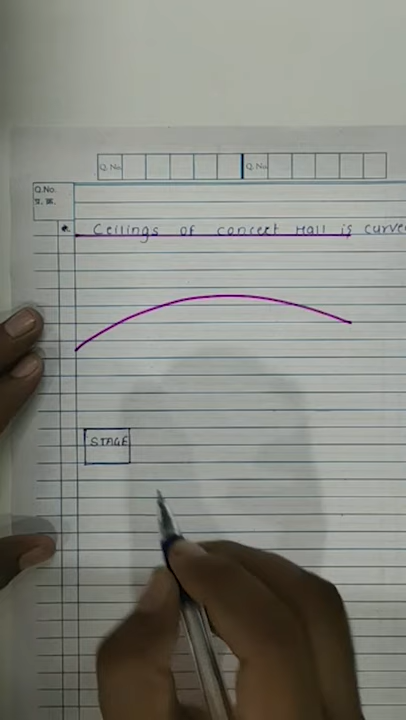 Q.No. Q.No.
Q.No.
प्र.सं.
* Ceilings of concert Hall is curve
STAGE